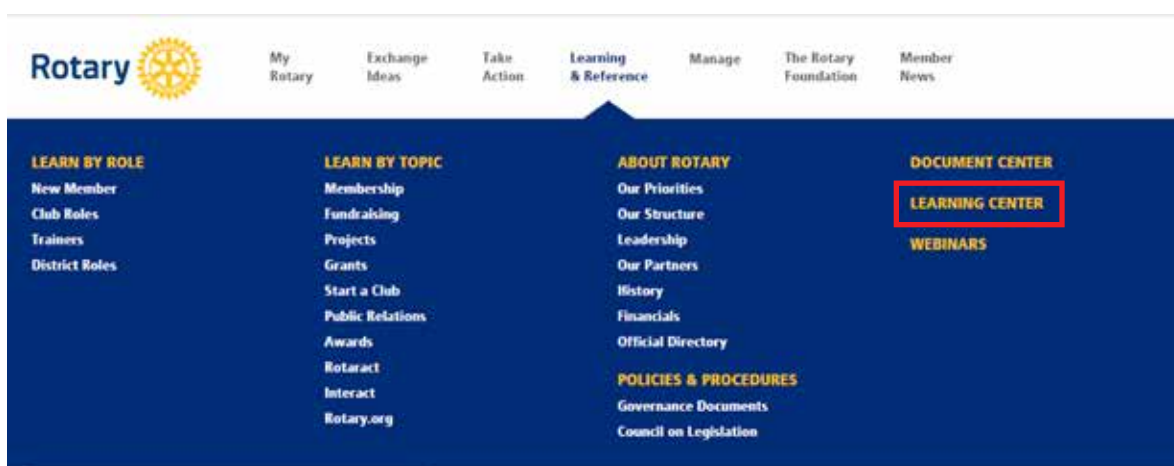 Rotary
My Rotary
Exchange Ideas
Take Action
Learning & Reference
Manage
The Rotary Foundation
Member News
LEARN BY ROLE
New Member
Club Roles
Trainers
District Roles
LEARN BY TOPIC
Membership
Fundraising
Projects
Grants
Start a Club
Public Relations
Awards
Rotaract
Interact
Rotary.org
ABOUT ROTARY
Our Priorities
Our Structure
Leadership
Our Partners
History
Financials
Official Directory
POLICIES & PROCEDURES
Governance Documents
Council on Legislation
DOCUMENT CENTER
LEARNING CENTER
WEBINARS